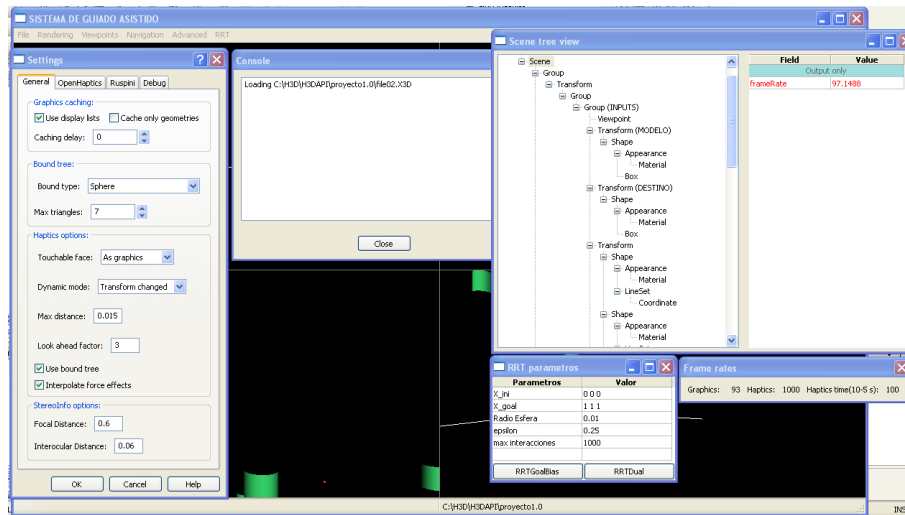 SISTEMA DE GUIADO ASISTIDO
File Rendering Viewpoints Navigation Advanced RRT
Settings
General OpenHaptics Ruspini Debug
Graphics caching:
Use display lists Cache only geometries
Caching delay: 0
Bound tree:
Bound type: Sphere
Max triangles: 7
Haptics options:
Touchable face: As graphics
Dynamic mode: Transform changed
Max distance: 0.015
Look ahead factor: 3
Use bound tree
Interpolate force effects
StereoInfo options:
Focal Distance: 0.6
Interocular Distance: 0.06
OK Cancel Help
Console
Loading C:\H3D\H3DAPI\proyecto1.0\file02.X3D
Close
Scene tree view
Scene
Group
Transform
Group
Group (INPUTS)
Viewpoint
Transform (MODELO)
Shape
Appearance
Material
Box
Transform (DESTINO)
Shape
Appearance
Material
Box
Transform
Shape
Appearance
Material
LineSet
Coordinate
Shape
Appearance
Material
Field Value
Output only
frameRate 97.1488
RRT parametros
Parametros Valor
X_ini 0 0 0
X_goal 1 1 1
Radio Esfera 0.01
epsilon 0.25
max interacciones 1000
RRTGoalBias RRTDual
Frame rates
Graphics: 93 Haptics: 1000 Haptics time(10-5 s): 100
C:\H3D\H3DAPI\proyecto1.0
INS